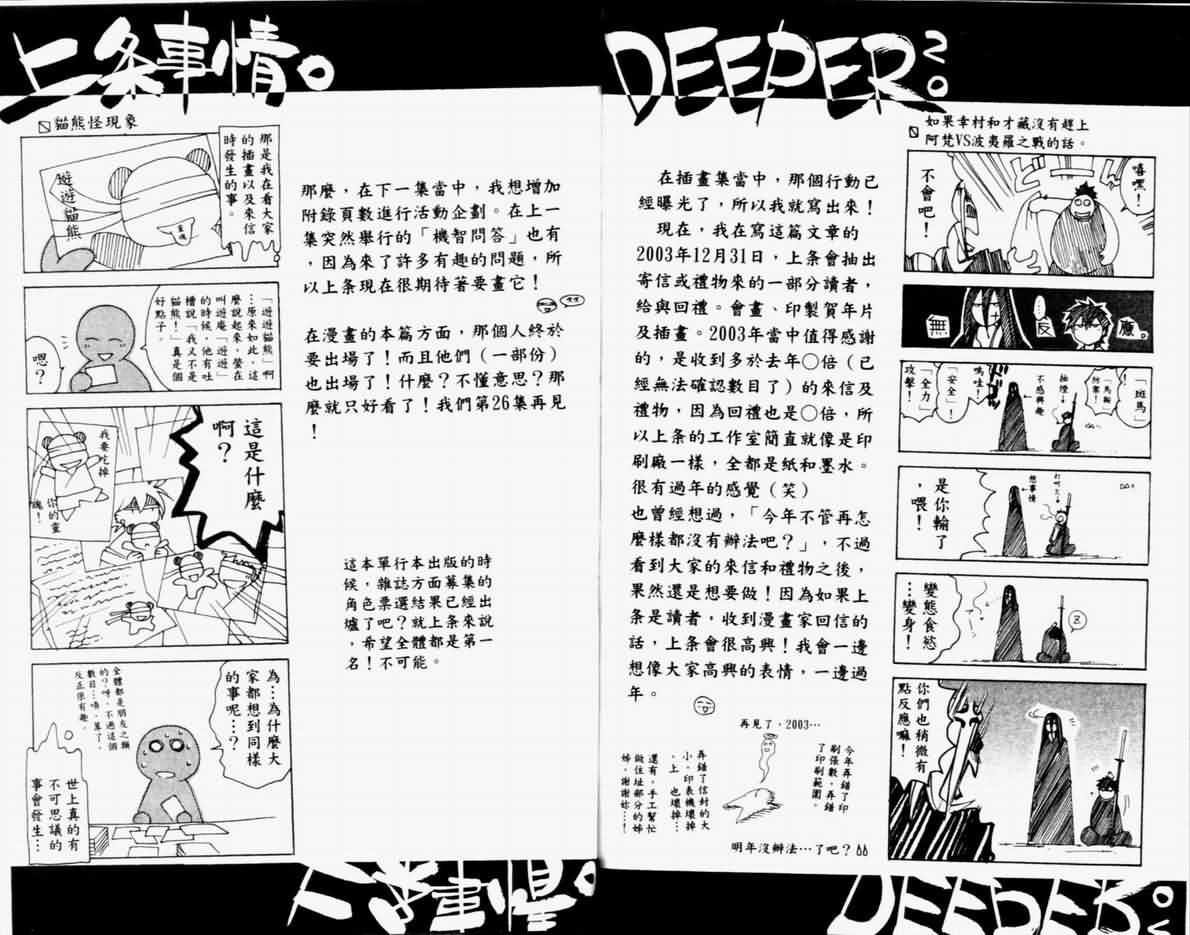 DEEPER 20
如果幸村和才藏沒有趕上
阿梵VS波夷羅之戰的話。
嘻嘿!
不會吧!
無…反應。
「斑馬」!
「馬賽
「安全」!
「全力」
攻擊!
嗚哇!
抽煙→
不感興趣
是你輸了
,喂!
打呵欠→
想事情
變態食慾
…變身!
你們也稍微有
點反應嘛!
在插畫集當中,那個行動已
經曝光了,所以我就寫出來!
現在,我在寫這篇文章的
2003年12月31日,上条會抽出
寄信或禮物來的一部分讀者,
給與回禮。會畫、印製賀年片
及插畫。2003年當中值得感謝
的,是收到多於去年○倍(已
經無法確認數目了)的來信及
禮物,因為回禮也是○倍,所
以上条的工作室簡直就像是印
刷廠一樣,全都是紙和墨水。
很有過年的感覺(笑)
也曾經想過,「今年不管再怎
麼樣都沒有辦法吧?」,不過
看到大家的來信和禮物之後,
果然還是想要做!因為如果上
条是讀者,收到漫畫家回信的
話,上条會很高興!我會一邊
想像大家高興的表情,一邊過
年。
再見了,2003…
今年弄錯了印
刷張數,弄錯
了印刷範圍。
弄錯了信封的大
小。印表機壞掉
。上 也壞掉…
還有,手工幫忙
做住址部分的姊
姊,謝謝妳…!
明年沒辦法…了吧?66
上条事情。
貓熊怪現象
那是我在看大家
的插畫以及來信
時發生的事。
遊遊貓熊
「遊遊貓熊」啊
…原來如此,這
麼說起來,螢在
叫遊庵「遊遊」
的時候,他有吐
槽說「我又不是
貓熊!」真是個
好點子。
嗯?
這是什麼
啊?
我要吃掉
你的靈
魂!
為…為什麼大
家都想到同樣
的事呢…?
全體都是朋友之類
的?呼,不過這個
數目…唔,算了,
反正很有趣。
世上真的有
不可思議的
事會發生…
那麼,在下一集當中,我想增加
附錄頁數進行活動企劃。在上一
集突然舉行的「機智問答」也有
,因為來了許多有趣的問題,所
以上条現在很期待著要畫它!
在漫畫的本篇方面,那個人終於
要出場了!而且他們(一部份)
也出場了!什麼?不懂意思?那
麼就只好看了!我們第26集再見
!
這本單行本出版的時
候,雜誌方面募集的
角色票選結果已經出
爐了吧?就上条來說
,希望全體都是第一
名!不可能。
上条事情。
DEEPER 20